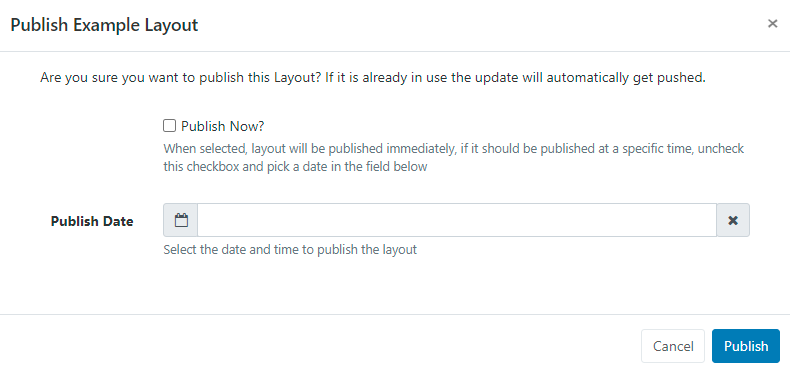 Publish Example Layout
Are you sure you want to publish this Layout? If it is already in use the update will automatically get pushed.
Publish Now?
When selected, layout will be published immediately, if it should be published at a specific time, uncheck
this checkbox and pick a date in the field below
Publish Date
Select the date and time to publish the layout
Cancel
Publish